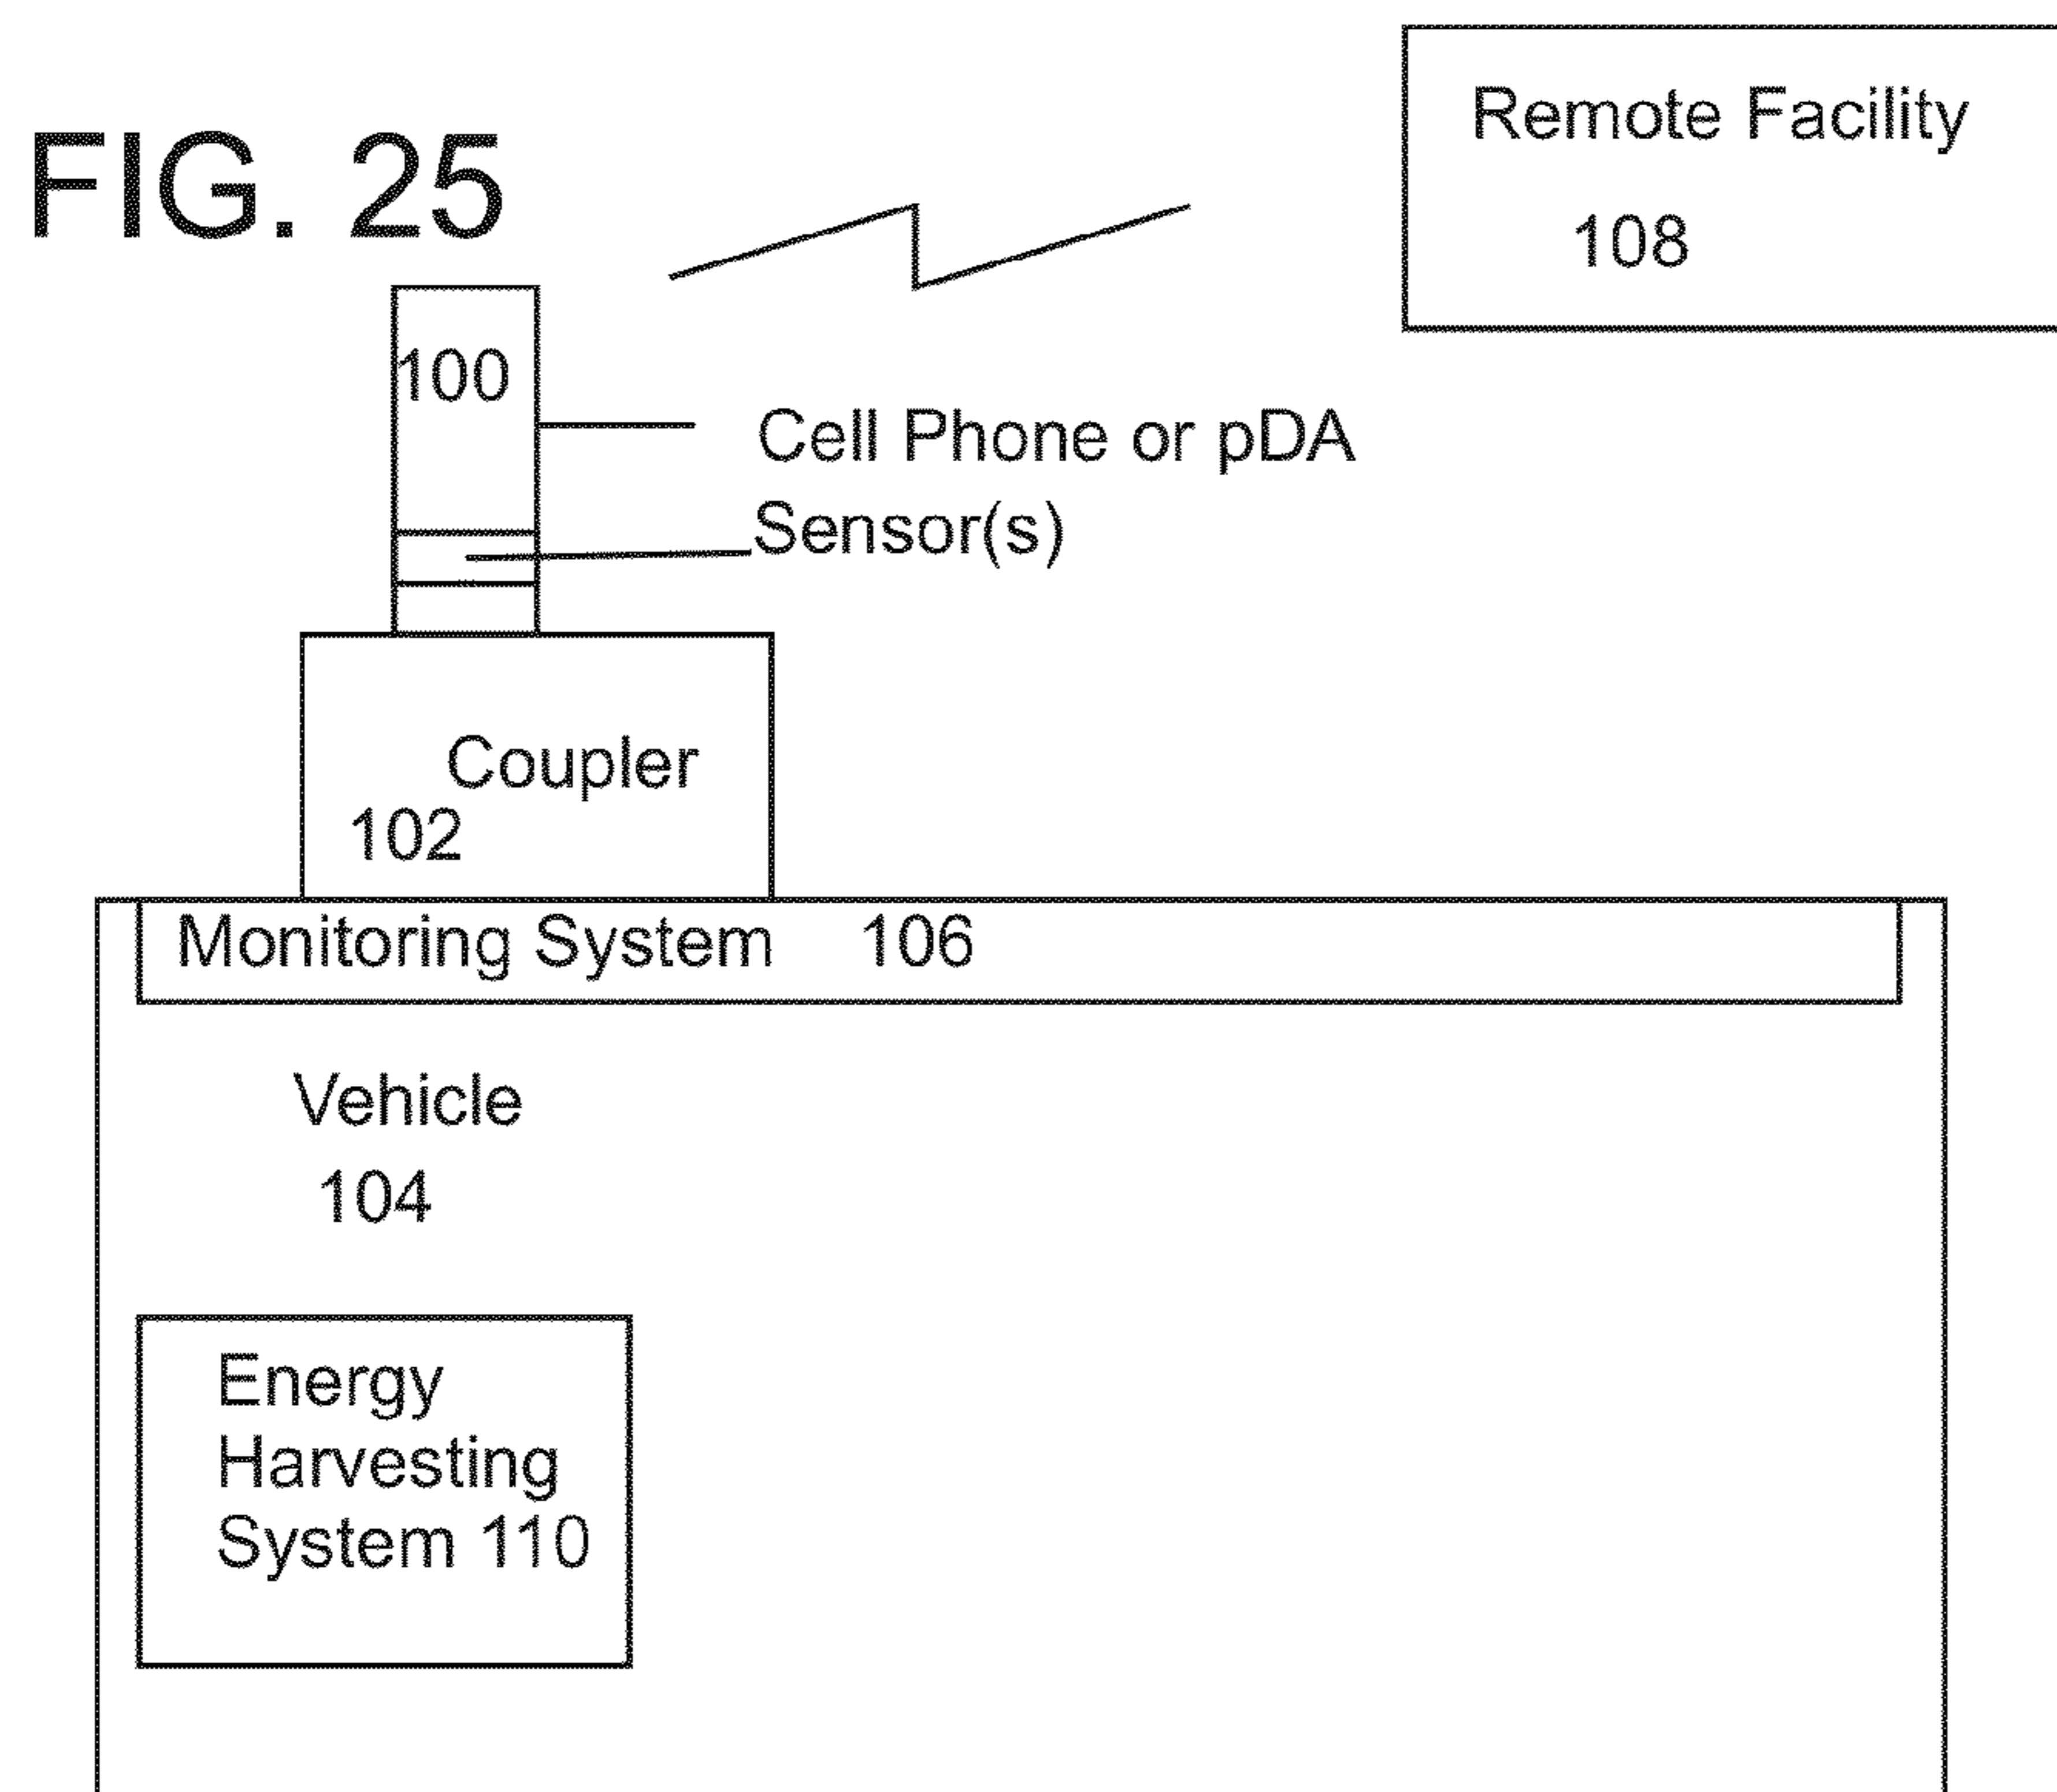 FIG. 25
Remote Facility
108
100
Cell Phone or pDA
Sensor(s)
Coupler
102
Monitoring System 106
Vehicle
104
Energy
Harvesting
System 110